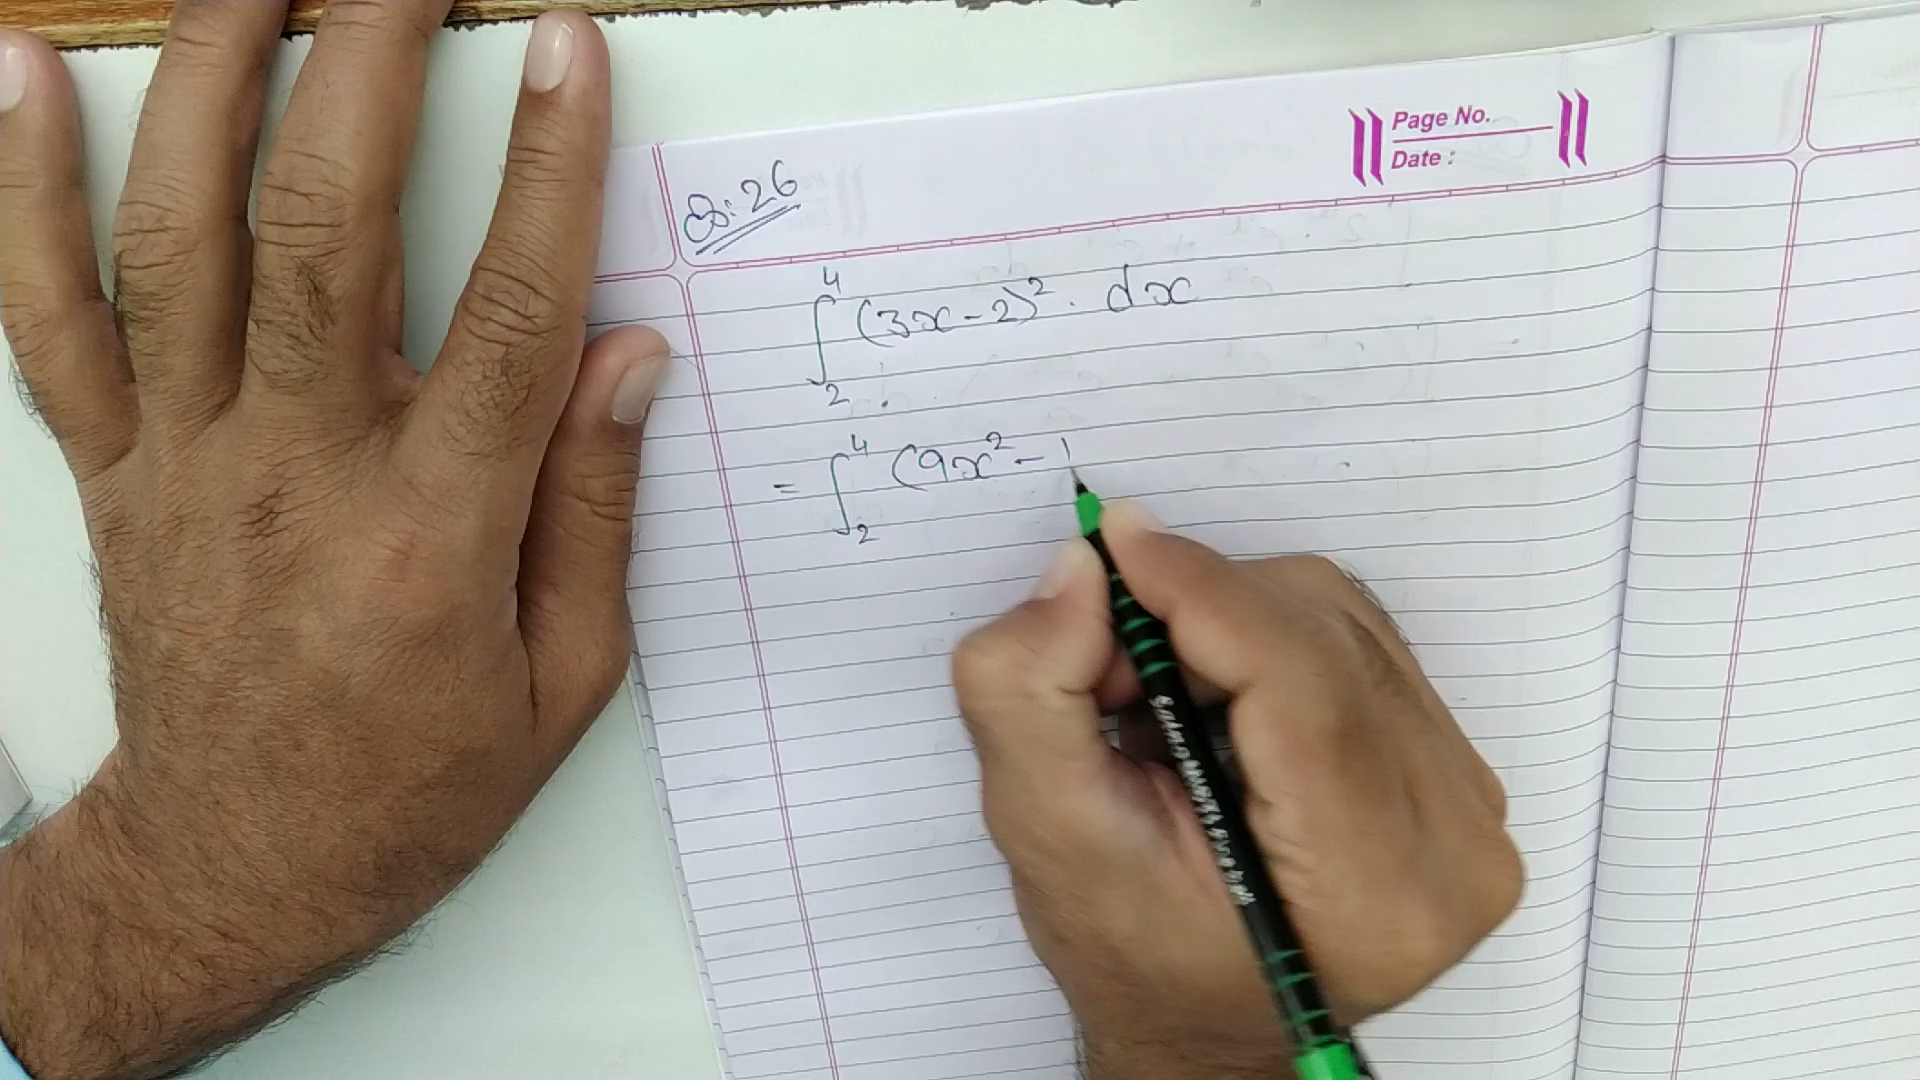 Page No.
Date :
Q: 26
∫₂⁴ (3x-2)² . dx
= ∫₂⁴ (9x² - 1